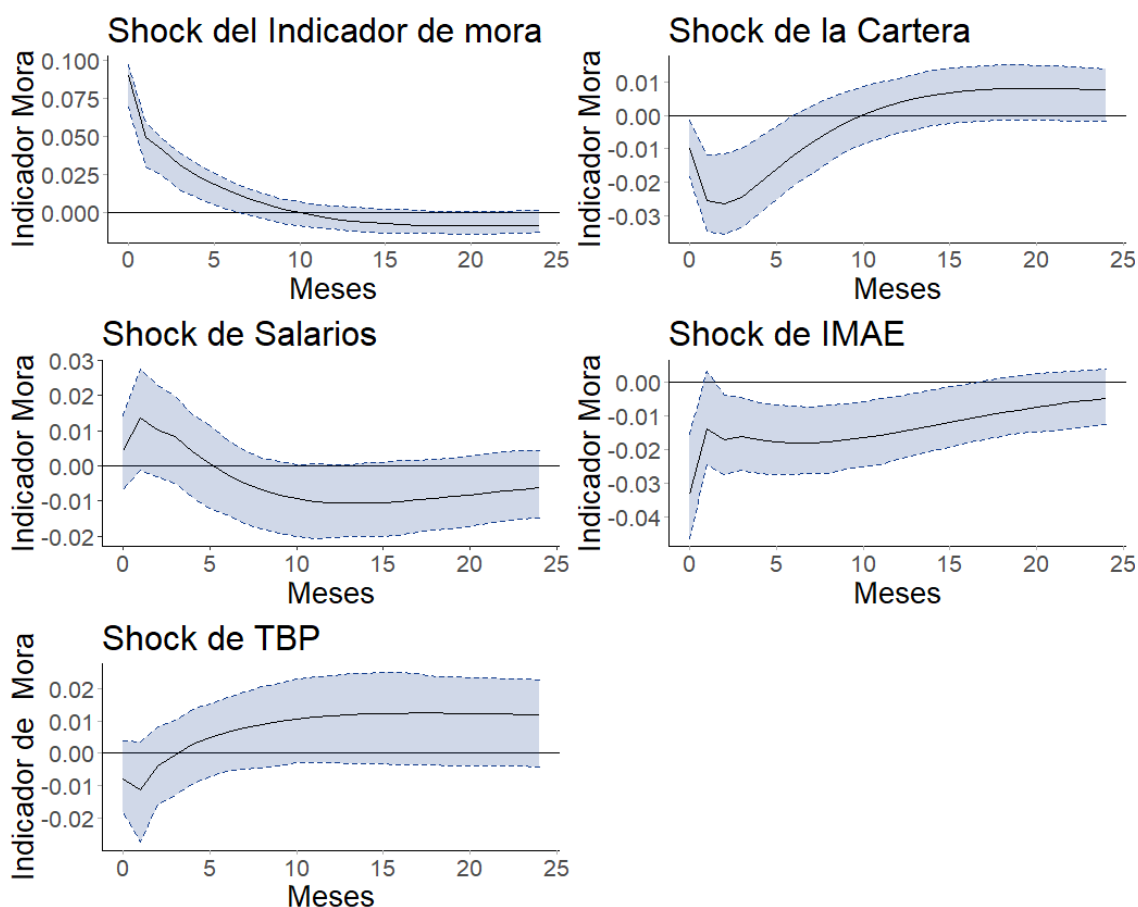 Shock del Indicador de mora
Indicador Mora
0.100
0.075
0.050
0.025
0.000
0 5 10 15 20 25
Meses
Shock de la Cartera
Indicador Mora
0.01
0.00
-0.01
-0.02
-0.03
0 5 10 15 20 25
Meses
Shock de Salarios
Indicador Mora
0.03
0.02
0.01
0.00
-0.01
-0.02
0 5 10 15 20 25
Meses
Shock de IMAE
Indicador Mora
0.00
-0.01
-0.02
-0.03
-0.04
0 5 10 15 20 25
Meses
Shock de TBP
Indicador de Mora
0.02
0.01
0.00
-0.01
-0.02
0 5 10 15 20 25
Meses